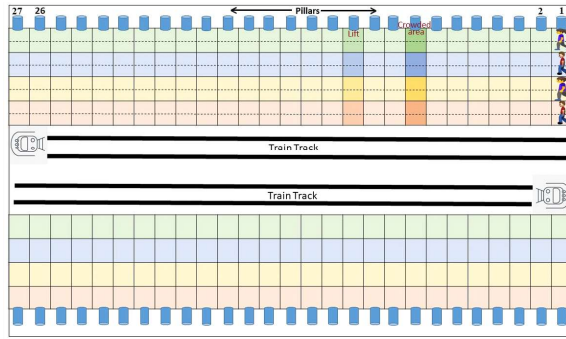 27 26 Pillars 2 1
Lift Crowded
area
Train Track
Train Track